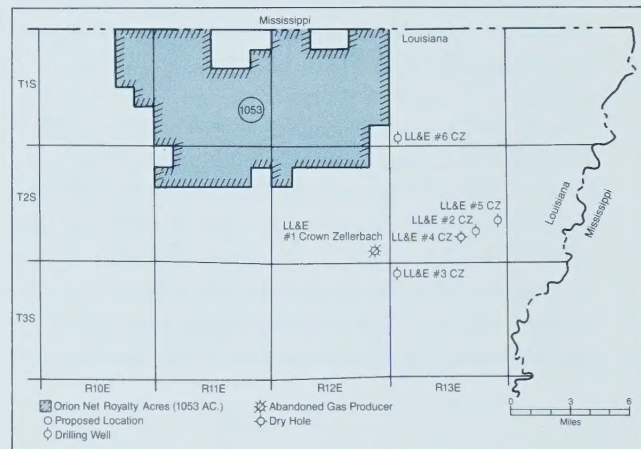 Mississippi
Louisiana
T1S
1053
LL&E #6 CZ
T2S
LL&E #5 CZ
LL&E #2 CZ
LL&E #4 CZ
LL&E
#1 Crown Zellerbach
Louisiana
Mississippi
LL&E #3 CZ
T3S
R10E
R11E
R12E
R13E
Orion Net Royalty Acres (1053 AC.)
Proposed Location
Drilling Well
Abandoned Gas Producer
Dry Hole
0 3 6
Miles